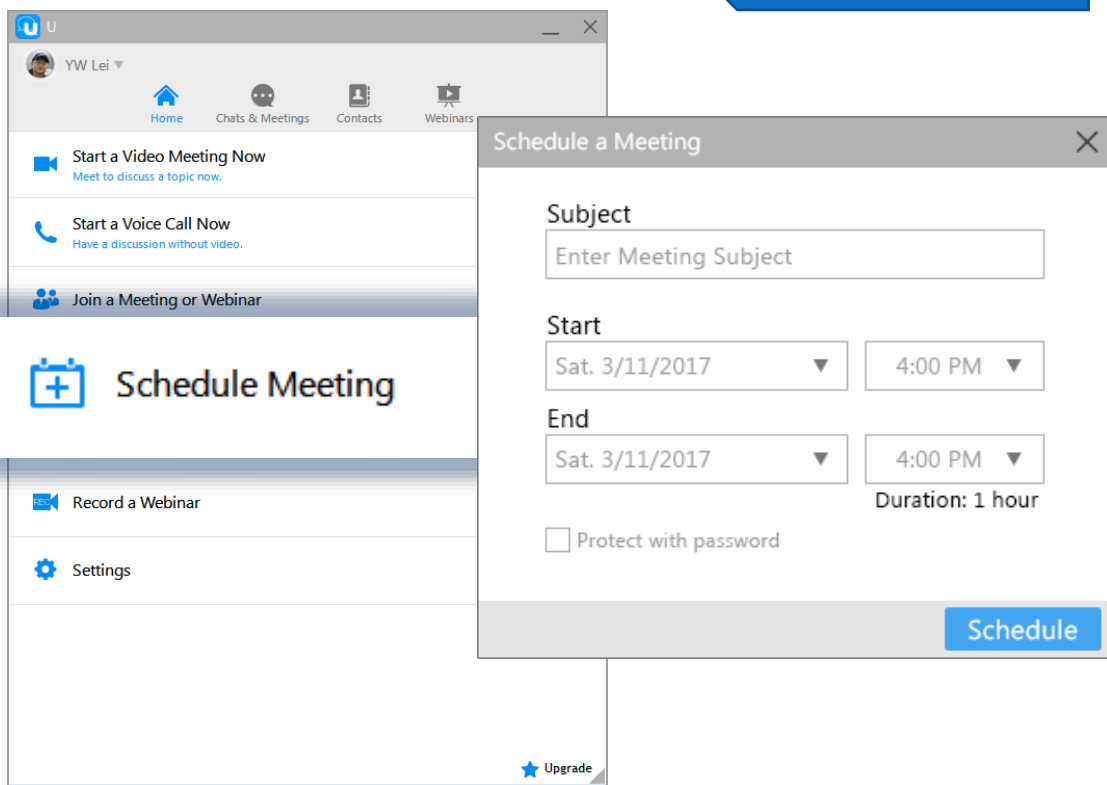 U
YW Lei
Home Chats & Meetings Contacts Webinars
Start a Video Meeting Now
Meet to discuss a topic now.
Start a Voice Call Now
Have a discussion without video.
Join a Meeting or Webinar
Schedule Meeting
REC
Record a Webinar
Settings
Upgrade
Schedule a Meeting
Subject
Enter Meeting Subject
Start
Sat. 3/11/2017 4:00 PM
End
Sat. 3/11/2017 4:00 PM
Duration: 1 hour
Protect with password
Schedule